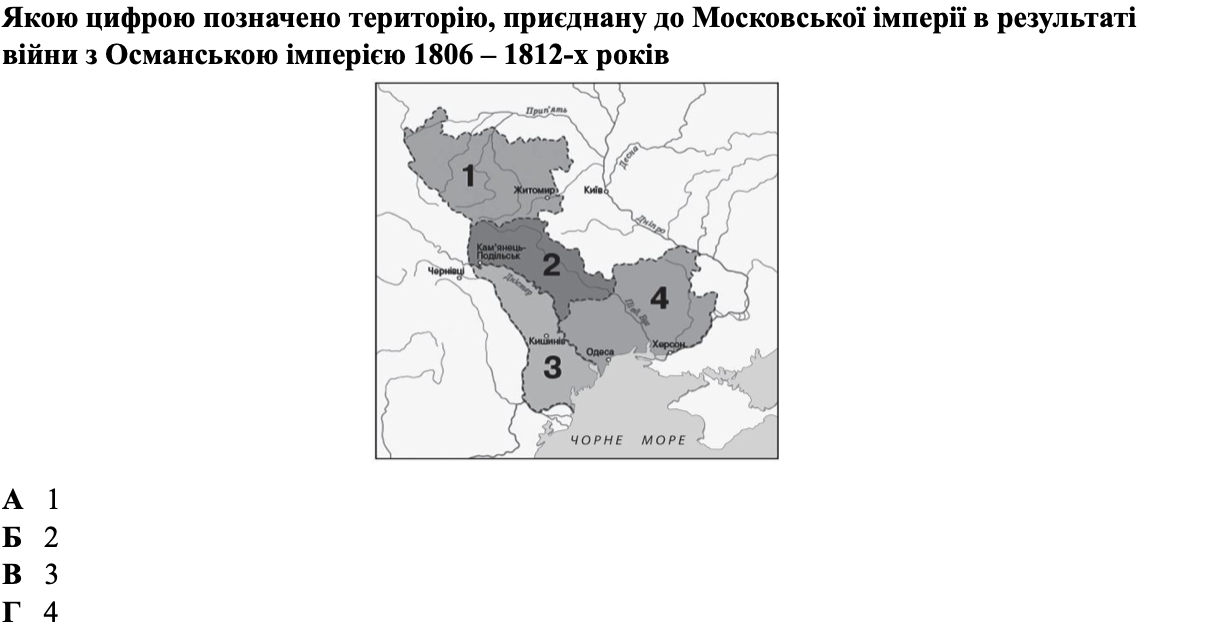 Якою цифрою позначено територію, приєднану до Московської імперії в результаті
війни з Османською імперією 1806 – 1812-х років
Прип'ять
Десна
1
Житомир
Київ
Дніпро
Кам'янець-
Подільськ
2
Чернівці
Дністер
4
Півд. Буг
Кишинів
Одеса
Херсон
3
ЧОРНЕ МОРЕ
А 1
Б 2
В 3
Г 4